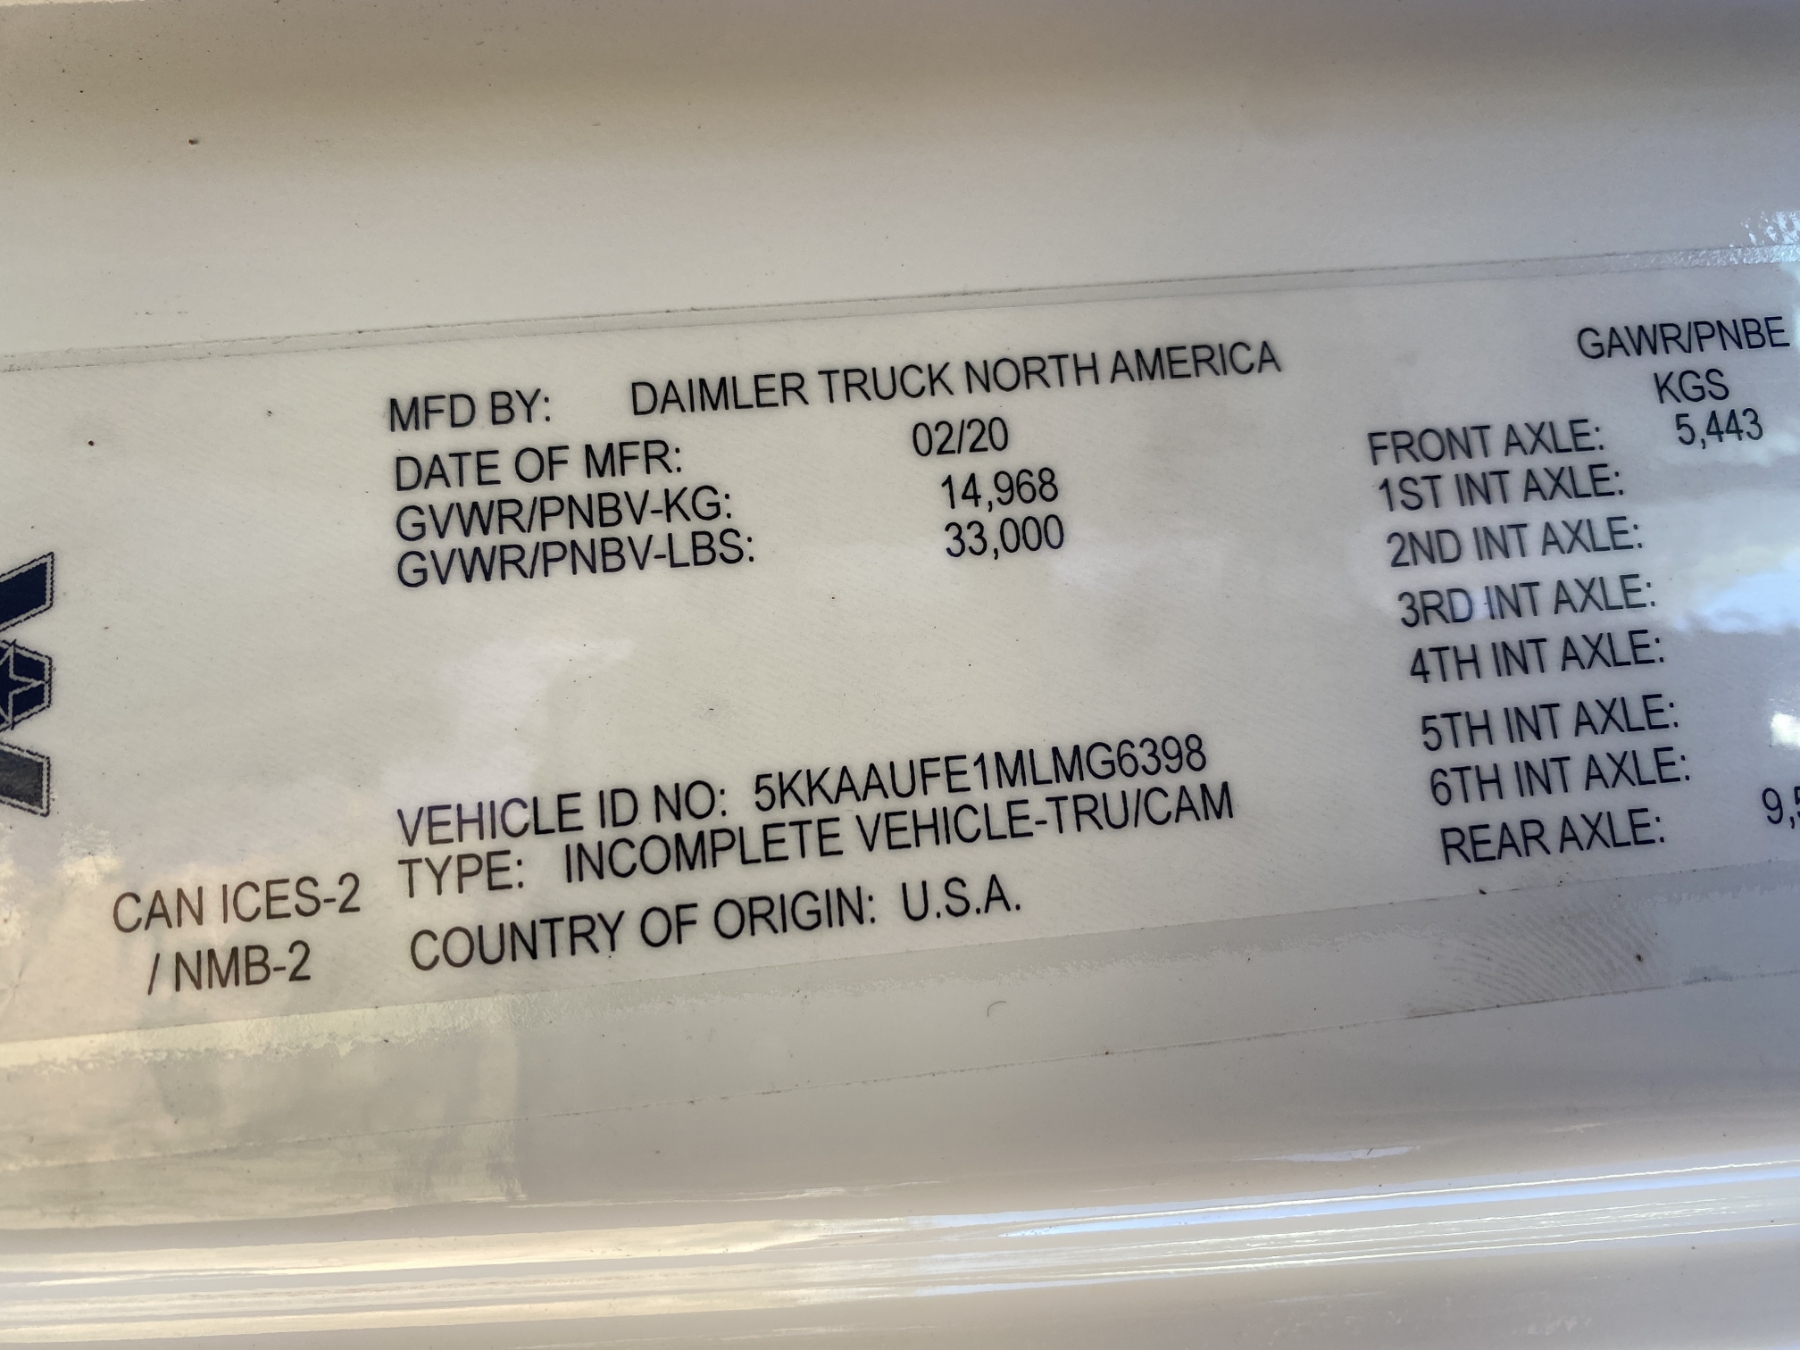 MFD BY: DAIMLER TRUCK NORTH AMERICA
DATE OF MFR: 02/20
GVWR/PNBV-KG: 14,968
GVWR/PNBV-LBS: 33,000
VEHICLE ID NO: 5KKAAUFE1MLMG6398
TYPE: INCOMPLETE VEHICLE-TRU/CAM
COUNTRY OF ORIGIN: U.S.A.
CAN ICES-2
/ NMB-2
GAWR/PNBE
KGS
FRONT AXLE: 5,443
1ST INT AXLE:
2ND INT AXLE:
3RD INT AXLE:
4TH INT AXLE:
5TH INT AXLE:
6TH INT AXLE:
REAR AXLE: